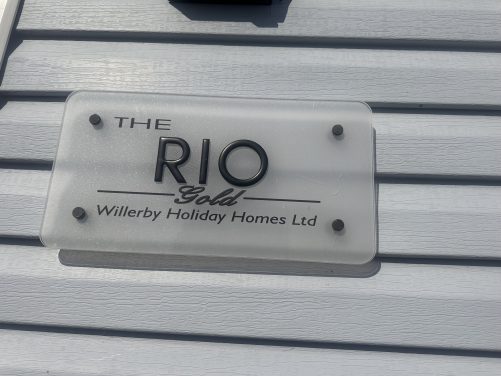 THE
RIO
Gold
Willerby Holiday Homes Ltd